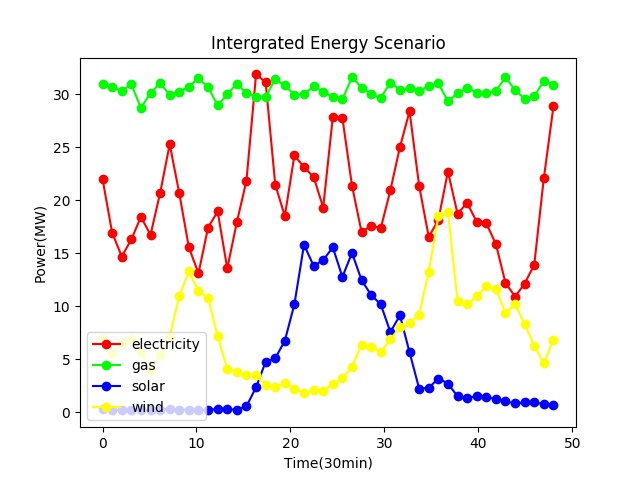 Intergrated Energy Scenario
Power(MW)
30
25
20
15
10
5
0
electricity
gas
solar
wind
0 10 20 30 40 50
Time(30min)